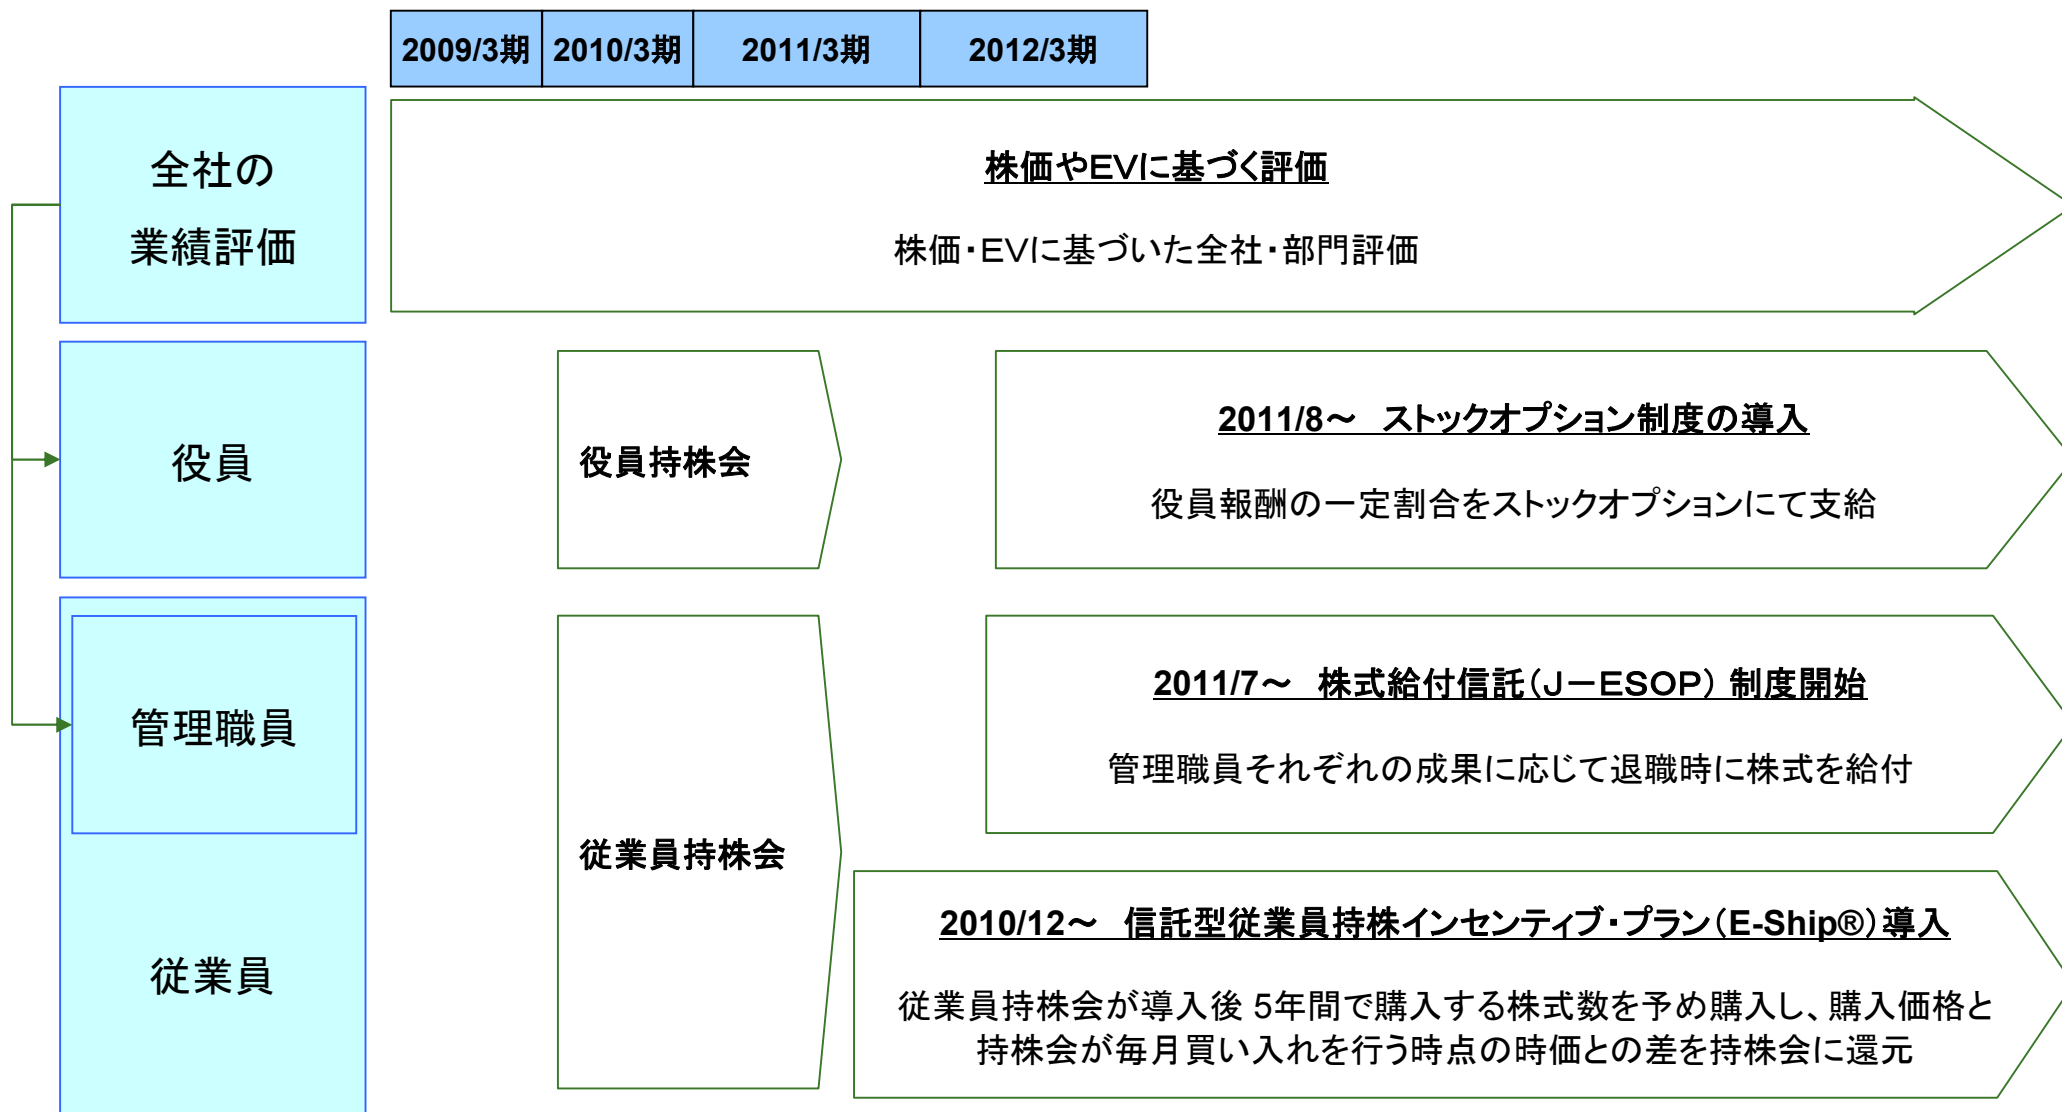 2009/3期 2010/3期 2011/3期 2012/3期
全社の
業績評価
株価やEVに基づく評価
株価・EVに基づいた全社・部門評価
役員
役員持株会
2011/8～ ストックオプション制度の導入
役員報酬の一定割合をストックオプションにて支給
管理職員
従業員
従業員持株会
2011/7～ 株式給付信託（J－ESOP） 制度開始
管理職員それぞれの成果に応じて退職時に株式を給付
2010/12～ 信託型従業員持株インセンティブ・プラン（E-Ship®）導入
従業員持株会が導入後 5年間で購入する株式数を予め購入し、購入価格と
持株会が毎月買い入れを行う時点の時価との差を持株会に還元